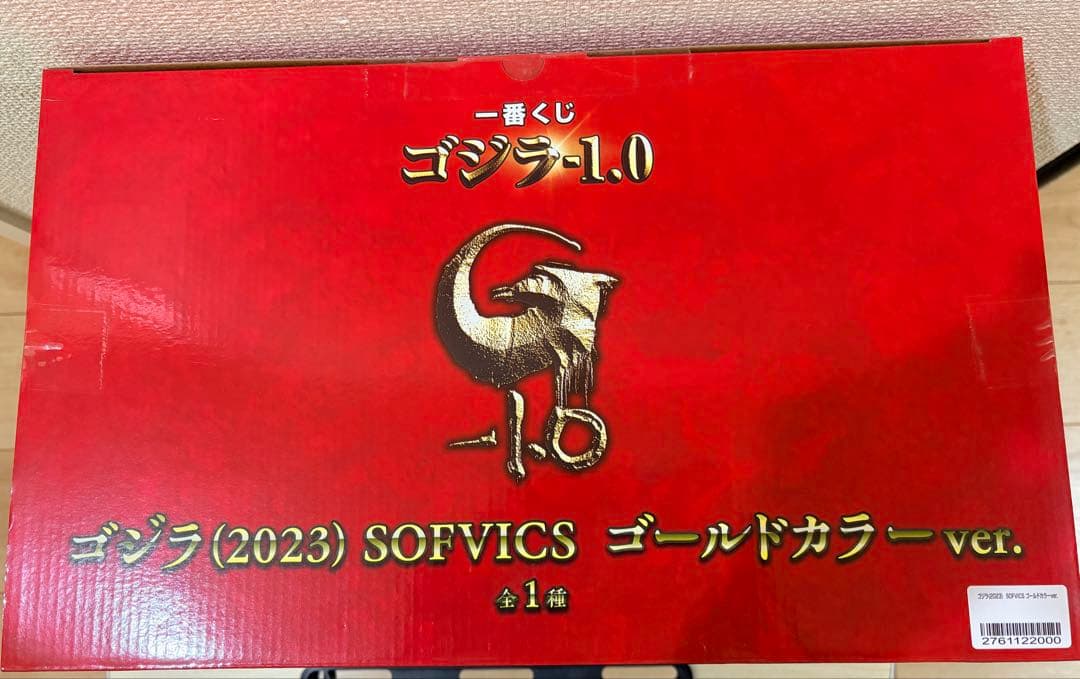 一番くじ
ゴジラ-1.0
G
-1.0
ゴジラ(2023) SOFVICS ゴールドカラーver.
全1種
ゴジラ(2023) SOFVICS ゴールドカラーver.
2761122000